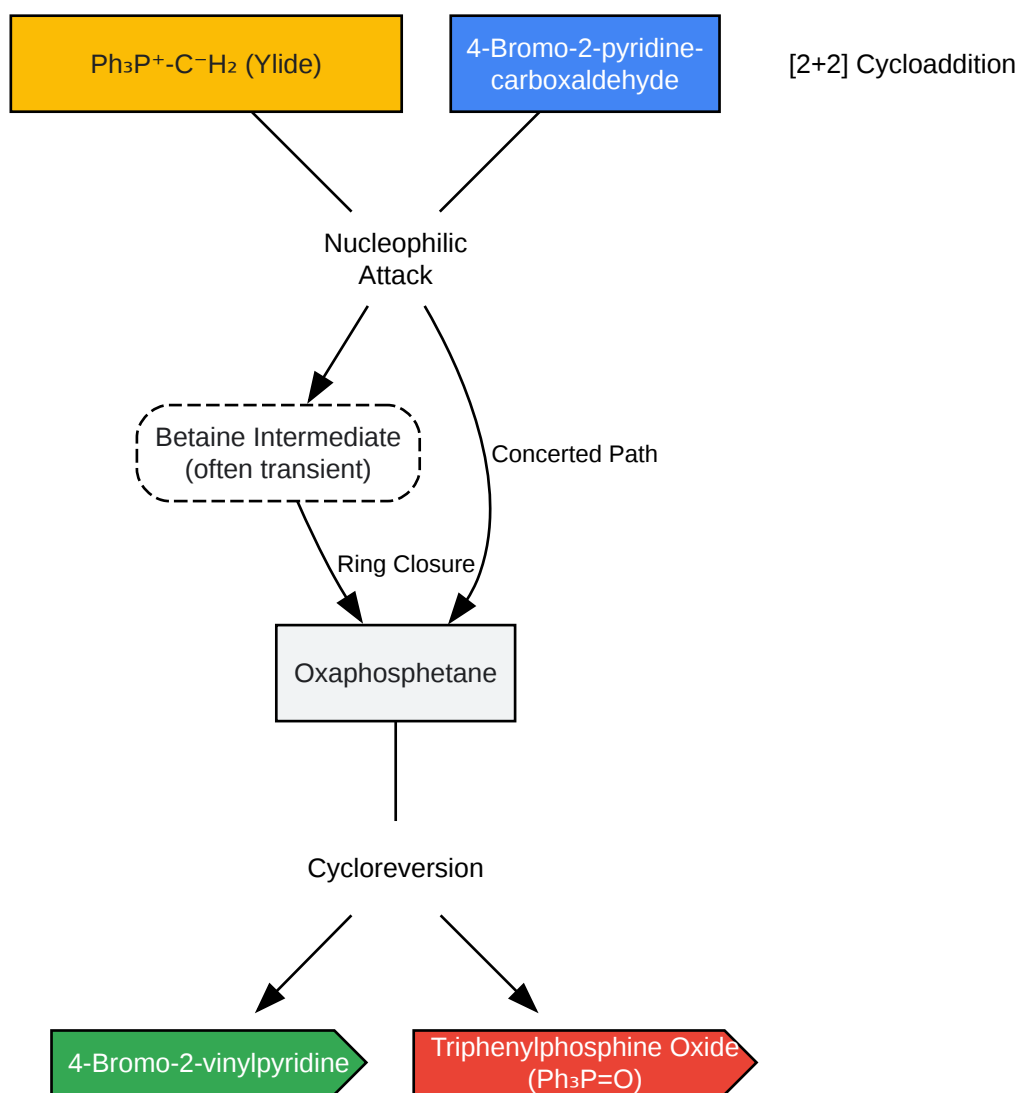 Ph₃P⁺-C⁻H₂ (Ylide)
4-Bromo-2-pyridine-
carboxaldehyde
[2+2] Cycloaddition
Nucleophilic
Attack
Betaine Intermediate
(often transient)
Concerted Path
Ring Closure
Oxaphosphetane
Cycloreversion
4-Bromo-2-vinylpyridine
Triphenylphosphine Oxide
(Ph₃P=O)